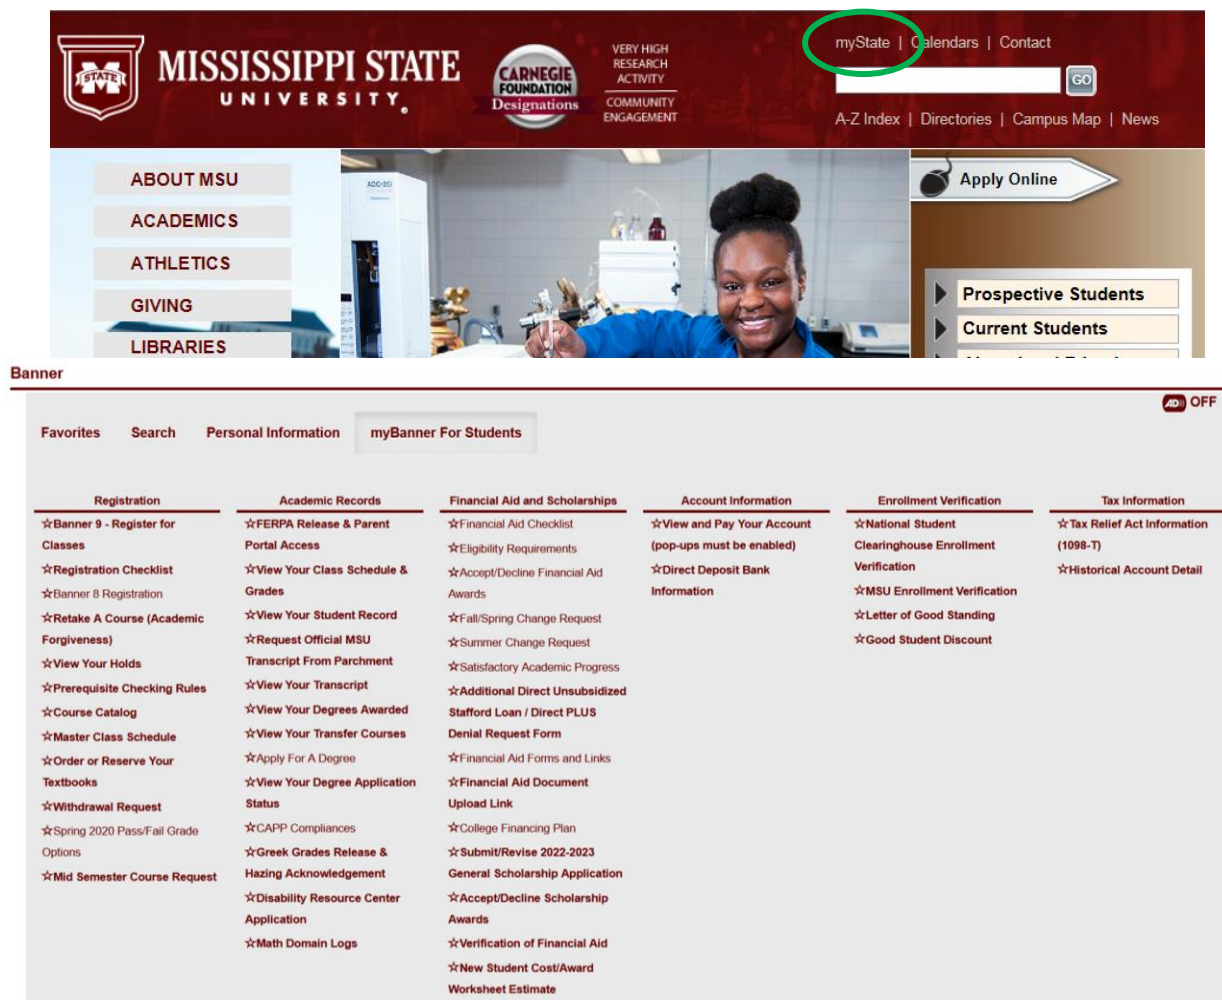 myState | Calendars | Contact
STATE
MISSISSIPPI STATE
UNIVERSITY®
CARNEGIE
FOUNDATION
Designations
VERY HIGH
RESEARCH
ACTIVITY
COMMUNITY
ENGAGEMENT
GO
A-Z Index | Directories | Campus Map | News
ABOUT MSU
ACADEMICS
ATHLETICS
GIVING
LIBRARIES
Apply Online
Prospective Students
Current Students
Banner
AD OFF
Favorites Search Personal Information myBanner For Students
Registration
☆Banner 9 - Register for
Classes
☆Registration Checklist
☆Banner 8 Registration
☆Retake A Course (Academic
Forgiveness)
☆View Your Holds
☆Prerequisite Checking Rules
☆Course Catalog
☆Master Class Schedule
☆Order or Reserve Your
Textbooks
☆Withdrawal Request
☆Spring 2020 Pass/Fail Grade
Options
☆Mid Semester Course Request
Academic Records
☆FERPA Release & Parent
Portal Access
☆View Your Class Schedule &
Grades
☆View Your Student Record
☆Request Official MSU
Transcript From Parchment
☆View Your Transcript
☆View Your Degrees Awarded
☆View Your Transfer Courses
☆Apply For A Degree
☆View Your Degree Application
Status
☆CAPP Compliances
☆Greek Grades Release &
Hazing Acknowledgement
☆Disability Resource Center
Application
☆Math Domain Logs
Financial Aid and Scholarships
☆Financial Aid Checklist
☆Eligibility Requirements
☆Accept/Decline Financial Aid
Awards
☆Fall/Spring Change Request
☆Summer Change Request
☆Satisfactory Academic Progress
☆Additional Direct Unsubsidized
Stafford Loan / Direct PLUS
Denial Request Form
☆Financial Aid Forms and Links
☆Financial Aid Document
Upload Link
☆College Financing Plan
☆Submit/Revise 2022-2023
General Scholarship Application
☆Accept/Decline Scholarship
Awards
☆Verification of Financial Aid
☆New Student Cost/Award
Worksheet Estimate
Account Information
☆View and Pay Your Account
(pop-ups must be enabled)
☆Direct Deposit Bank
Information
Enrollment Verification
☆National Student
Clearinghouse Enrollment
Verification
☆MSU Enrollment Verification
☆Letter of Good Standing
☆Good Student Discount
Tax Information
☆Tax Relief Act Information
(1098-T)
☆Historical Account Detail